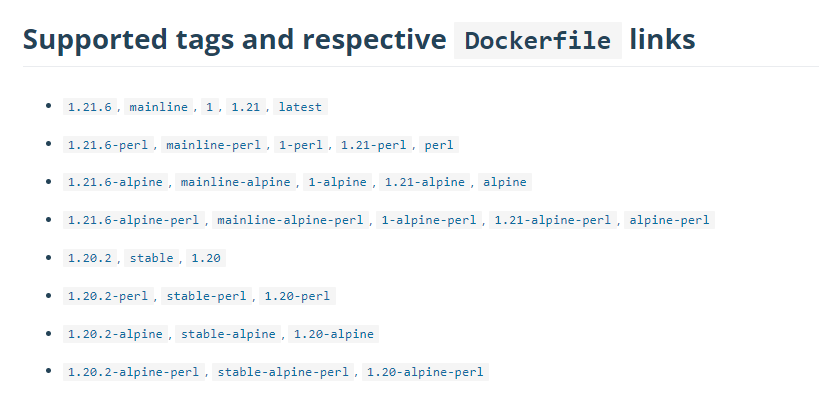 Supported tags and respective Dockerfile links
1.21.6, mainline, 1, 1.21, latest
1.21.6-perl, mainline-perl, 1-perl, 1.21-perl, perl
1.21.6-alpine, mainline-alpine, 1-alpine, 1.21-alpine, alpine
1.21.6-alpine-perl, mainline-alpine-perl, 1-alpine-perl, 1.21-alpine-perl, alpine-perl
1.20.2, stable, 1.20
1.20.2-perl, stable-perl, 1.20-perl
1.20.2-alpine, stable-alpine, 1.20-alpine
1.20.2-alpine-perl, stable-alpine-perl, 1.20-alpine-perl